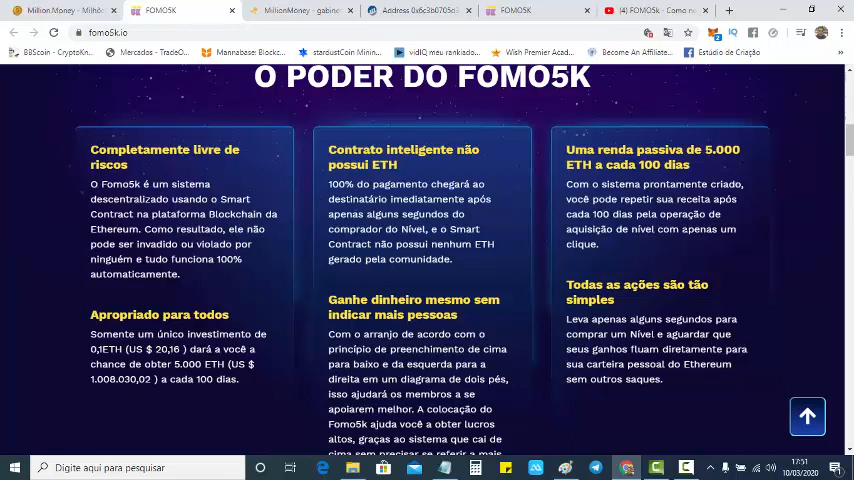 Million.Money - Milhõ
FOMO5K
MillionMoney - gabine
Address 0x6c3b0705d3
FOMO5K
(4) FOMO5k - Como ne
fomo5k.io
BBScoin - CryptoKn...
Mercados - TradeO...
Mannabase: Blockc...
stardustCoin Minin...
vidIQ meu rankiado...
Wish Premier Acad...
Become An Affiliate...
Estúdio de Criação
O PODER DO FOMO5K
Completamente livre de
riscos
O Fomo5k é um sistema
descentralizado usando o Smart
Contract na plataforma Blockchain da
Ethereum. Como resultado, ele não
pode ser invadido ou violado por
ninguém e tudo funciona 100%
automaticamente.
Apropriado para todos
Somente um único investimento de
0,1ETH (US $ 20,16 ) dará a você a
chance de obter 5.000 ETH (US $
1.008.030,02 ) a cada 100 dias.
Contrato inteligente não
possui ETH
100% do pagamento chegará ao
destinatário imediatamente após
apenas alguns segundos do
comprador do Nível, e o Smart
Contract não possui nenhum ETH
gerado pela comunidade.
Ganhe dinheiro mesmo sem
indicar mais pessoas
Com o arranjo de acordo com o
princípio de preenchimento de cima
para baixo e da esquerda para a
direita em um diagrama de dois pés,
isso ajudará os membros a se
apoiarem melhor. A colocação do
Fomo5k ajuda você a obter lucros
altos, graças ao sistema que cai de
cima sem precisar se referir a mais
Uma renda passiva de 5.000
ETH a cada 100 dias
Com o sistema prontamente criado,
você pode repetir sua receita após
cada 100 dias pela operação de
aquisição de nível com apenas um
clique.
Todas as ações são tão
simples
Leva apenas alguns segundos para
comprar um Nível e aguardar que
seus ganhos fluam diretamente para
sua carteira pessoal do Ethereum
sem outros saques.
Digite aqui para pesquisar
17:51
10/03/2020